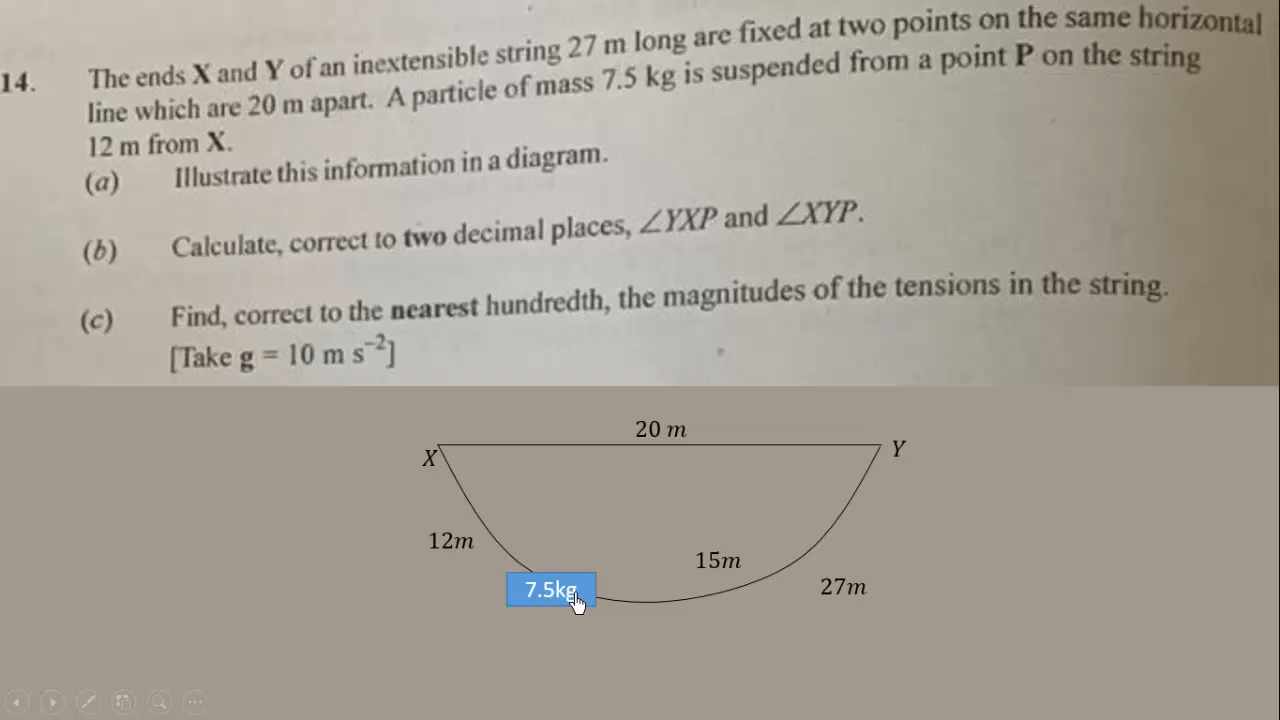 14. The ends X and Y of an inextensible string 27 m long are fixed at two points on the same horizontal
line which are 20 m apart. A particle of mass 7.5 kg is suspended from a point P on the string
12 m from X.
(a) Illustrate this information in a diagram.
(b) Calculate, correct to two decimal places, ∠YXP and ∠XYP.
(c) Find, correct to the nearest hundredth, the magnitudes of the tensions in the string.
[Take g = 10 m s⁻²]
20 m
X
Y
12m
15m
7.5kg
27m